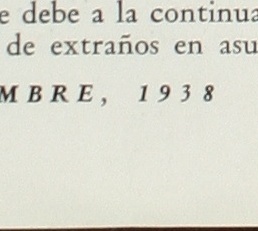 e debe a la continua
de extraños en asu
MBRE, 1938